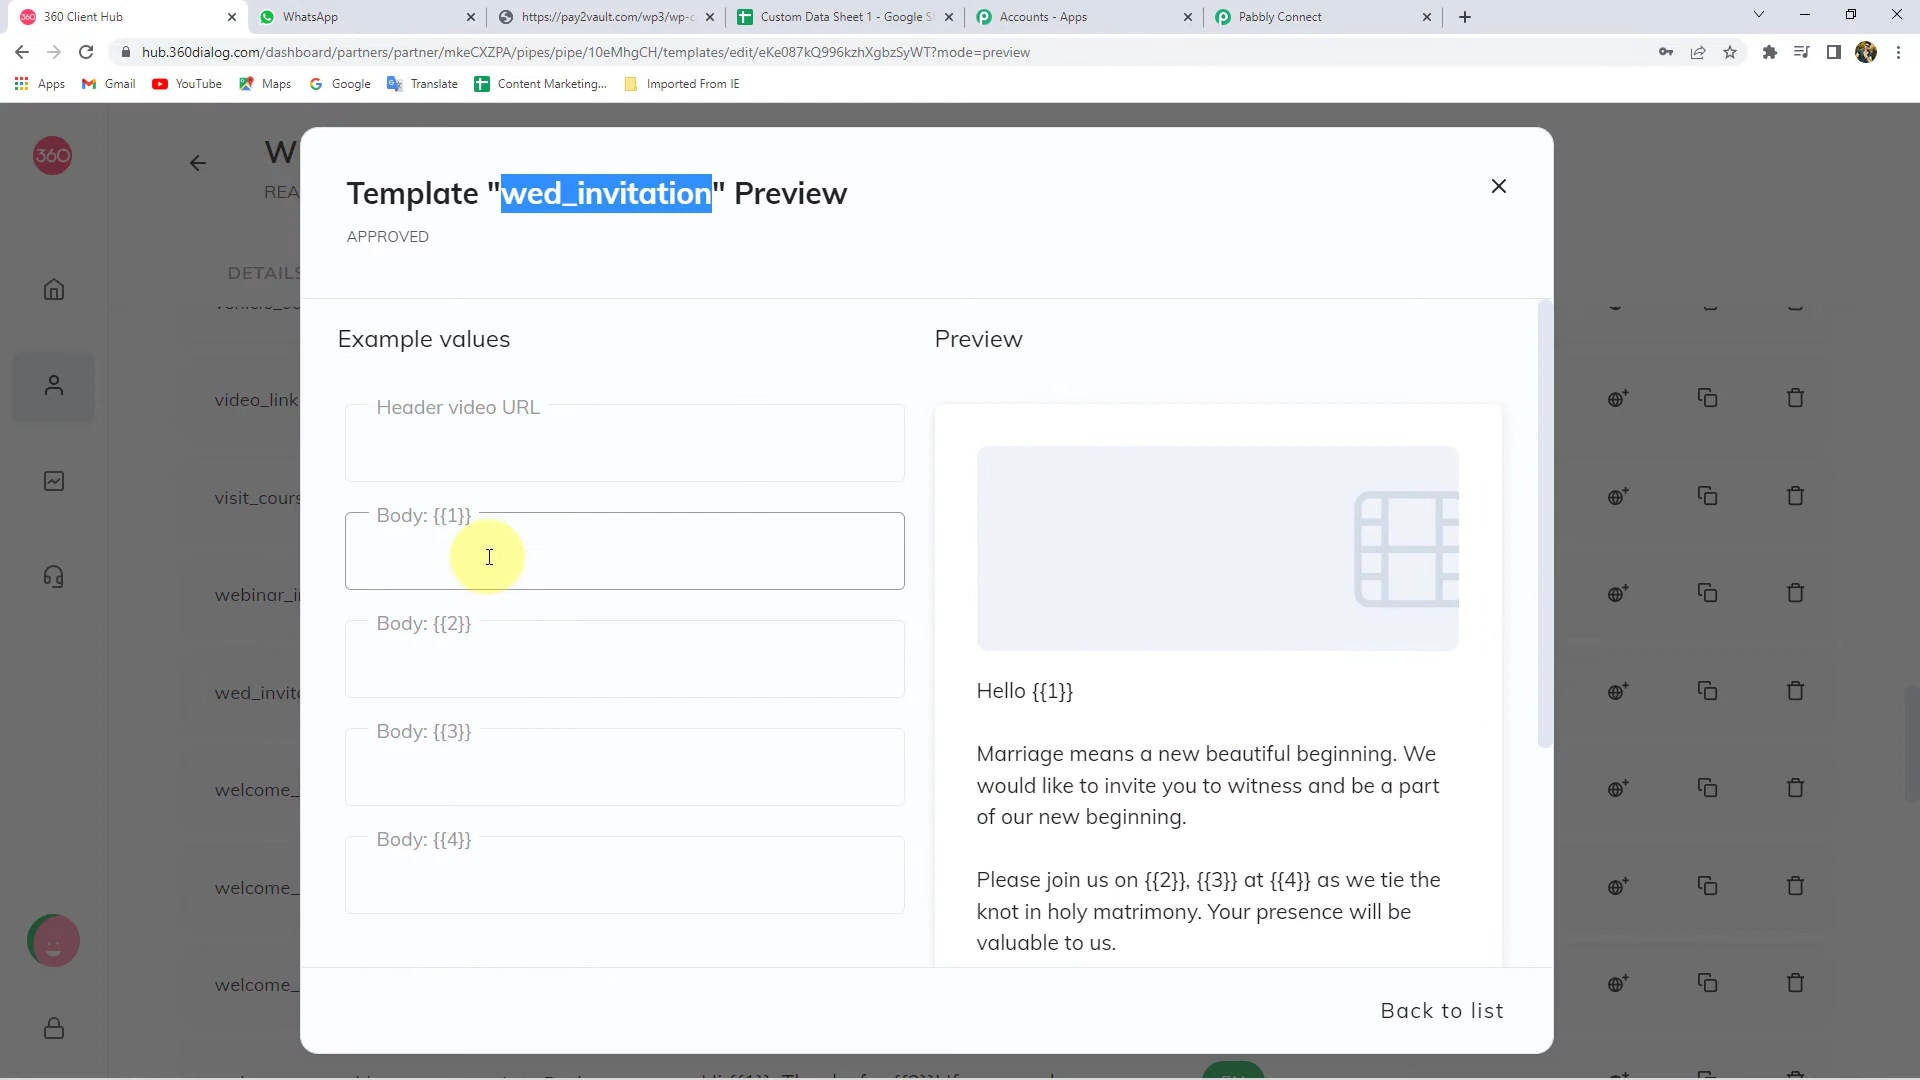 360 Client Hub
WhatsApp
https://pay2vault.com/wp3/wp-c
Custom Data Sheet 1 - Google S
Accounts - Apps
Pabbly Connect
hub.360dialog.com/dashboard/partners/partner/mkeCXZPA/pipes/pipe/10eMhgCH/templates/edit/eKe087kQ996kzhXgbzSyWT?mode=preview
Apps
Gmail
YouTube
Maps
Google
Translate
Content Marketing...
Imported From IE
360
W
REA
DETAILS
Template "wed_invitation" Preview
APPROVED
Example values
Preview
Header video URL
Body: {{1}}
Body: {{2}}
Body: {{3}}
Body: {{4}}
Hello {{1}}
Marriage means a new beautiful beginning. We
would like to invite you to witness and be a part
of our new beginning.
Please join us on {{2}}, {{3}} at {{4}} as we tie the
knot in holy matrimony. Your presence will be
valuable to us.
Back to list
video_link
visit_cours
webinar_i
wed_invit
welcome_
welcome_
welcome_